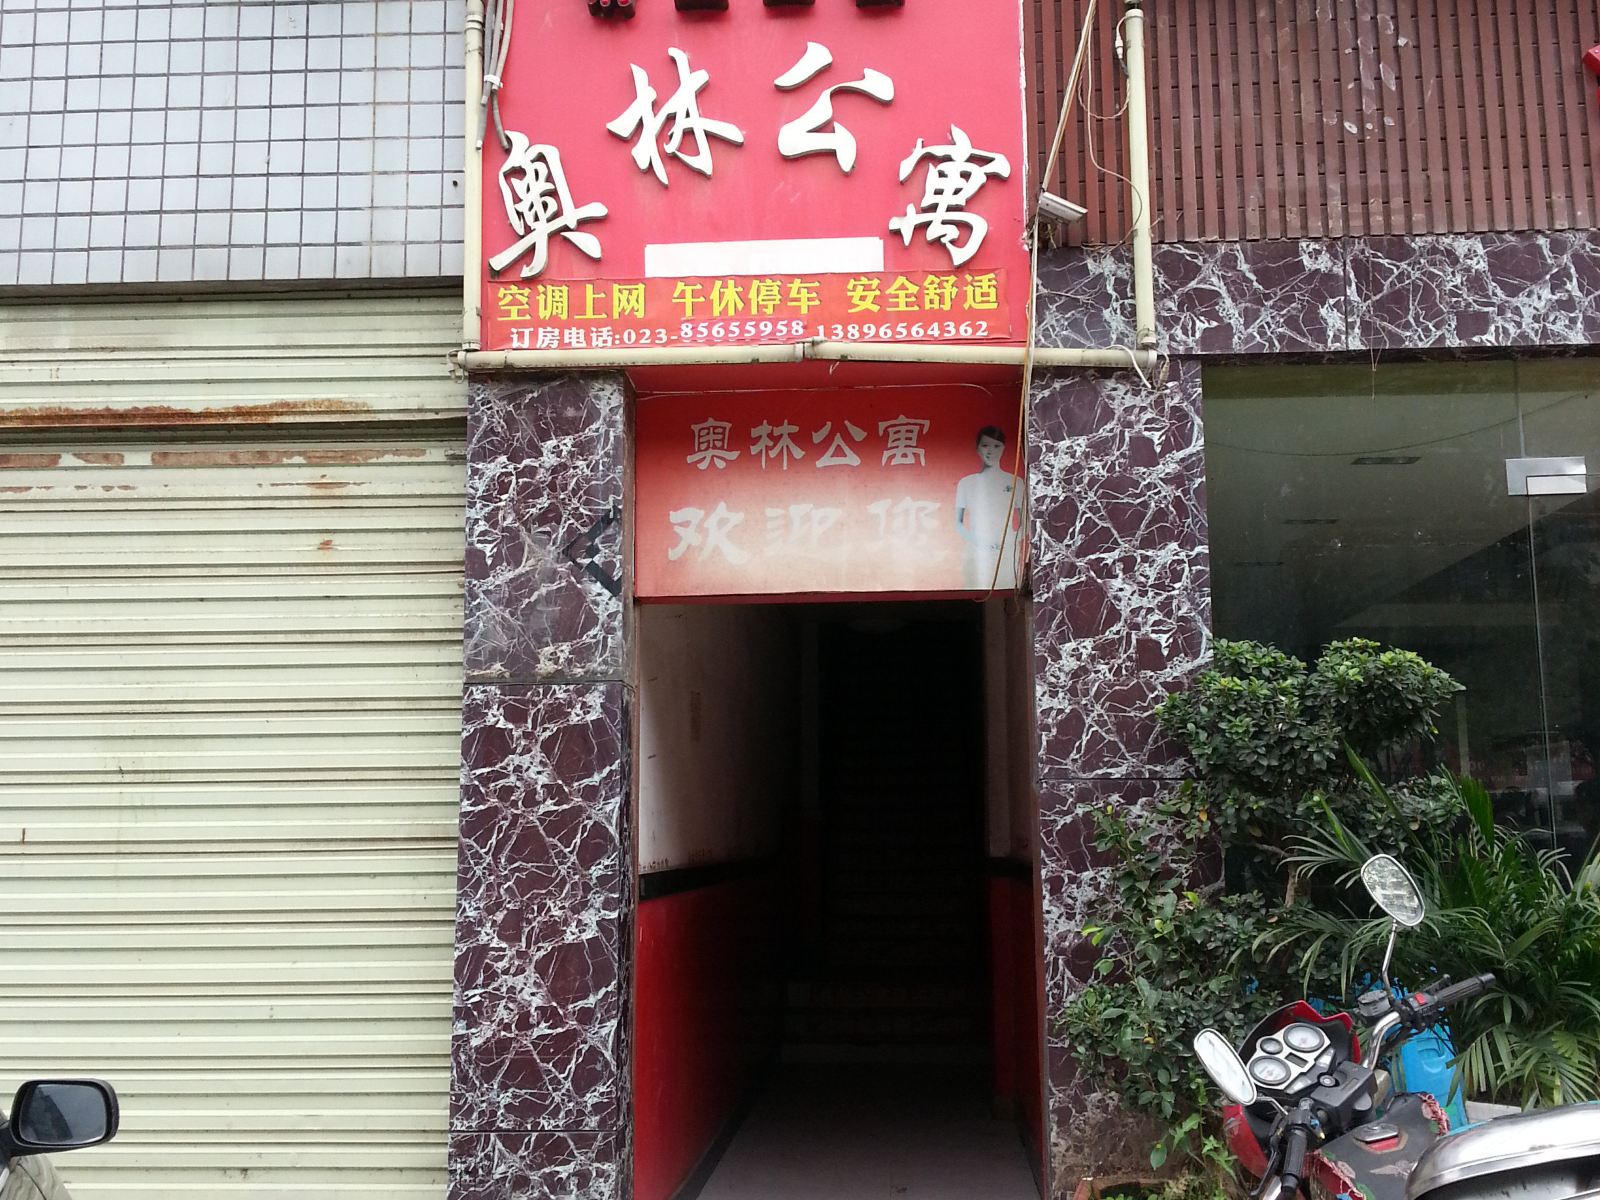 奥林公寓
空调上网 午休停车 安全舒适
订房电话:023-85655958 13896564362
奥林公寓
欢迎您